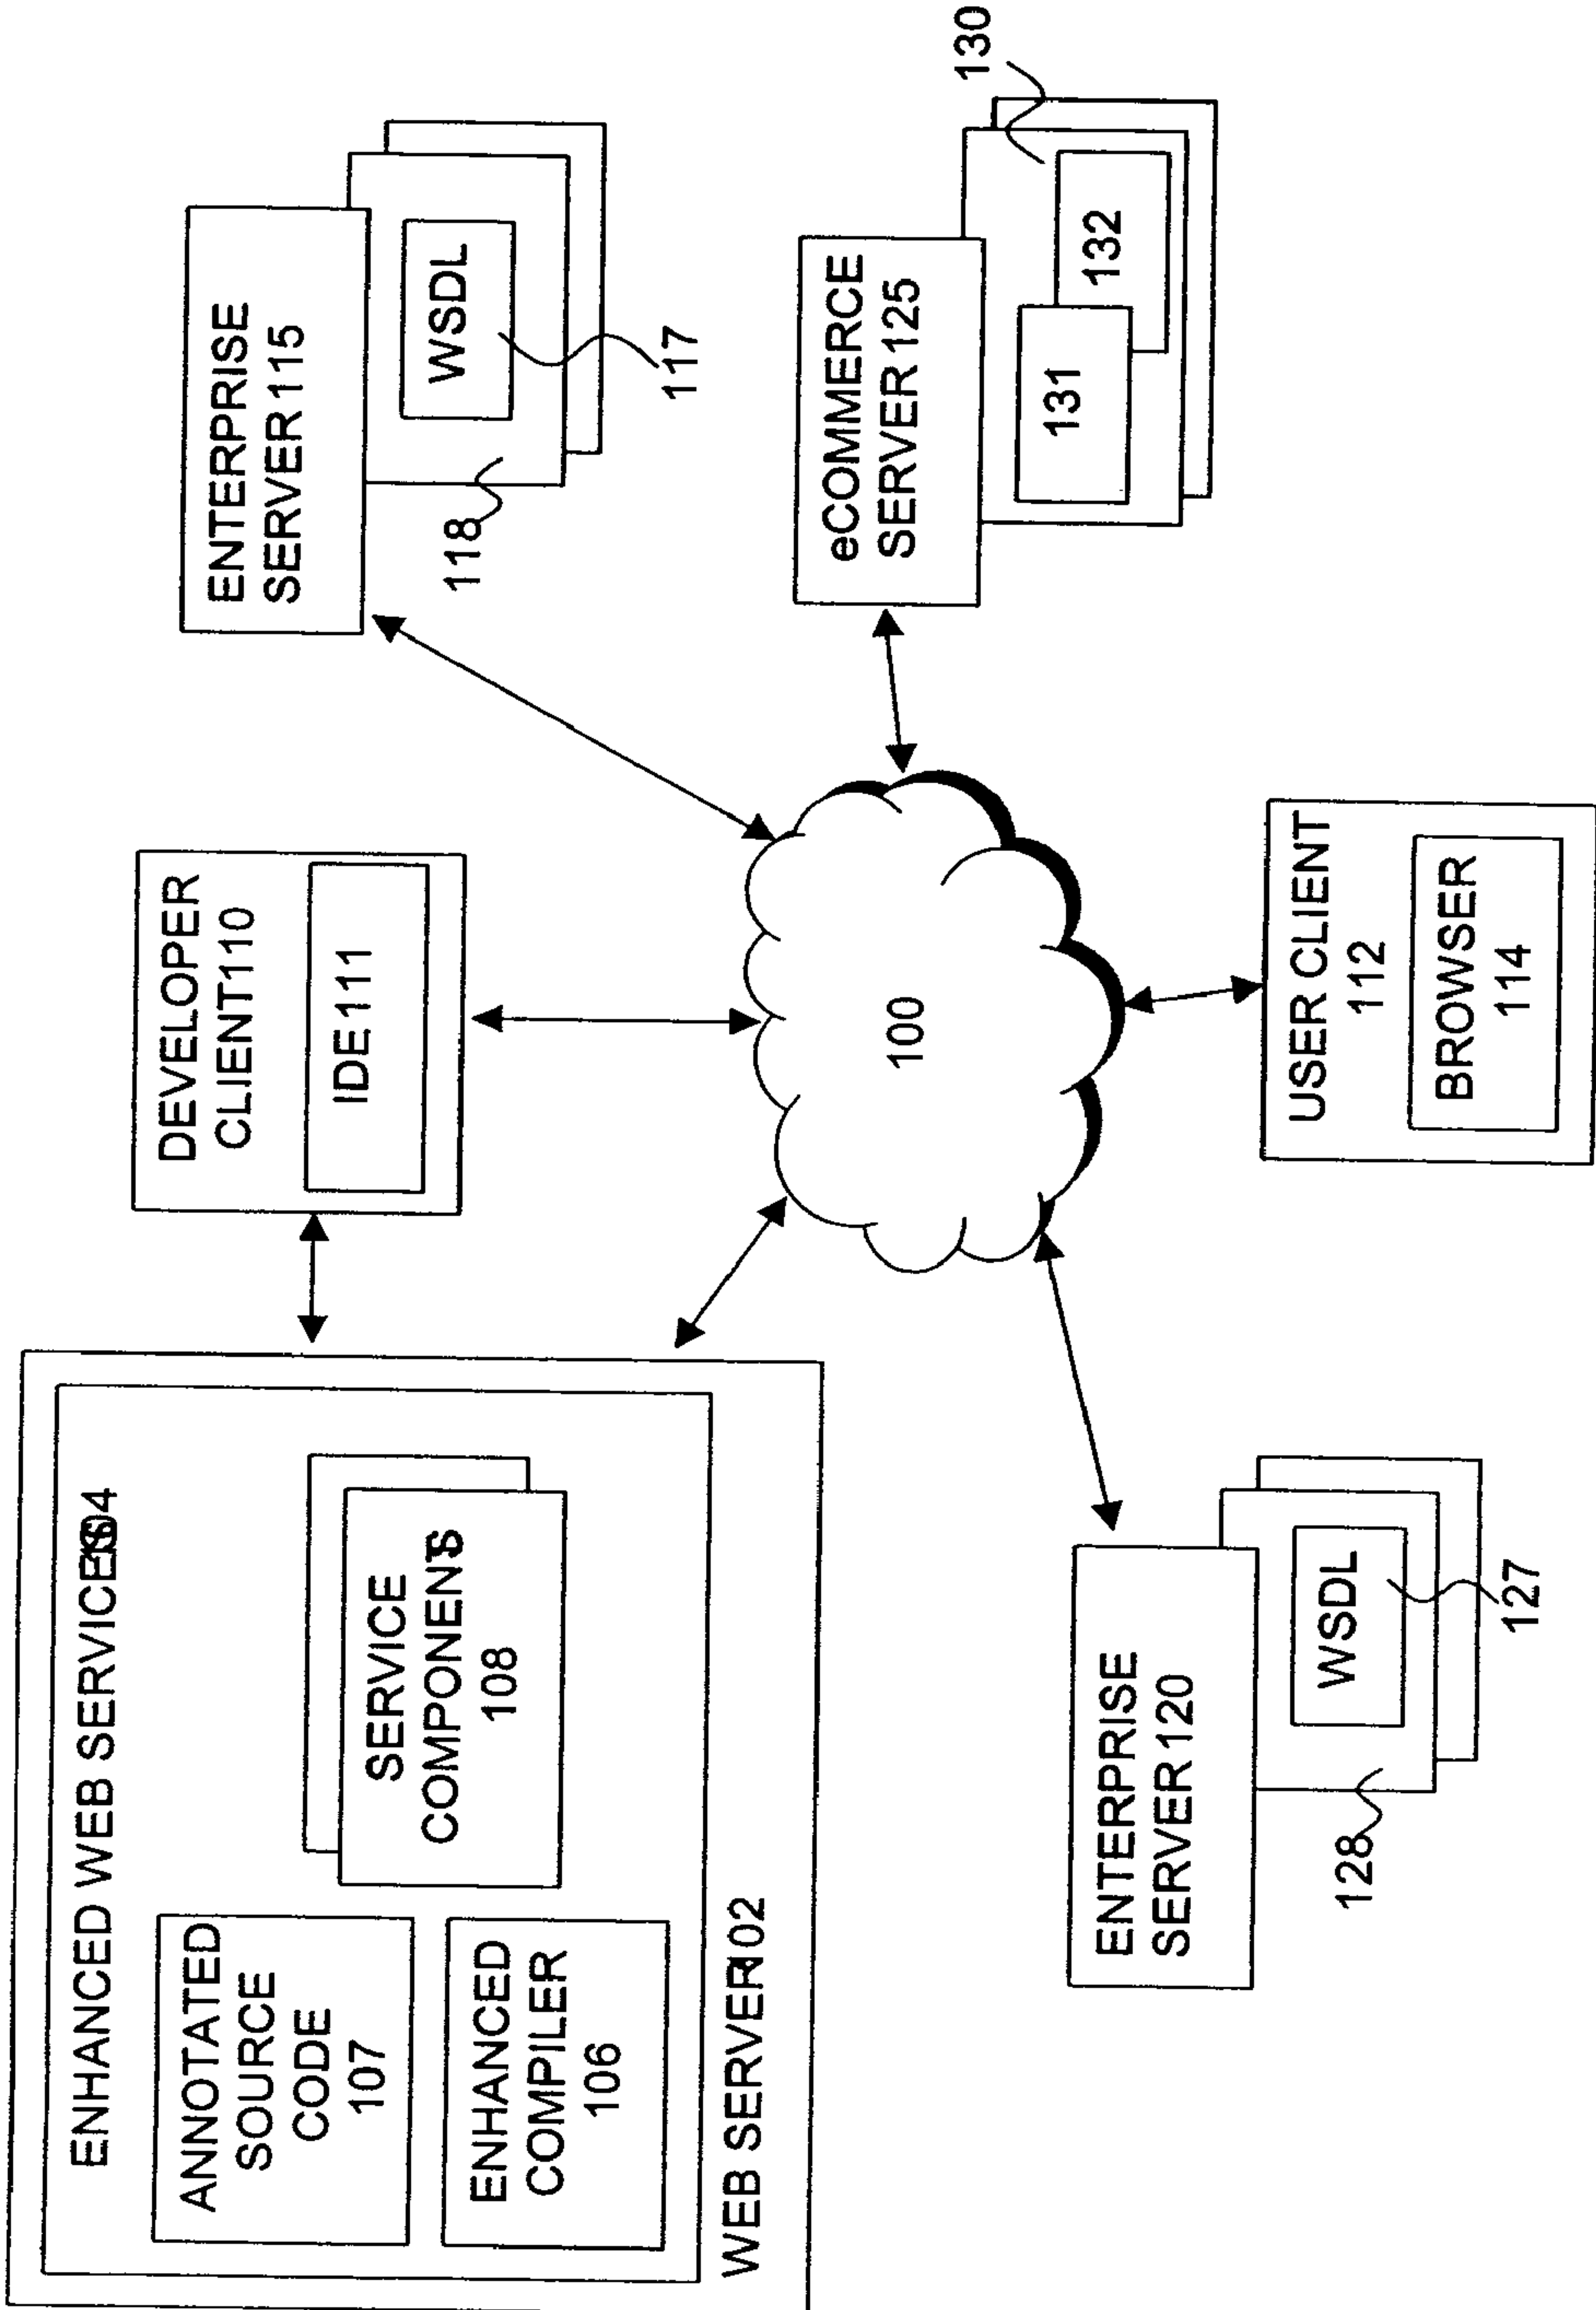 ENHANCED WEB SERVICES 104
ANNOTATED
SOURCE
CODE
107
ENHANCED
COMPILER
106
SERVICE
COMPONENTS
108
WEB SERVER 102
DEVELOPER
CLIENT 110
IDE 111
ENTERPRISE
SERVER 115
WSDL
118
117
100
eCOMMERCE
SERVER 125
131
132
130
ENTERPRISE
SERVER 120
WSDL
128
127
USER CLIENT
112
BROWSER
114